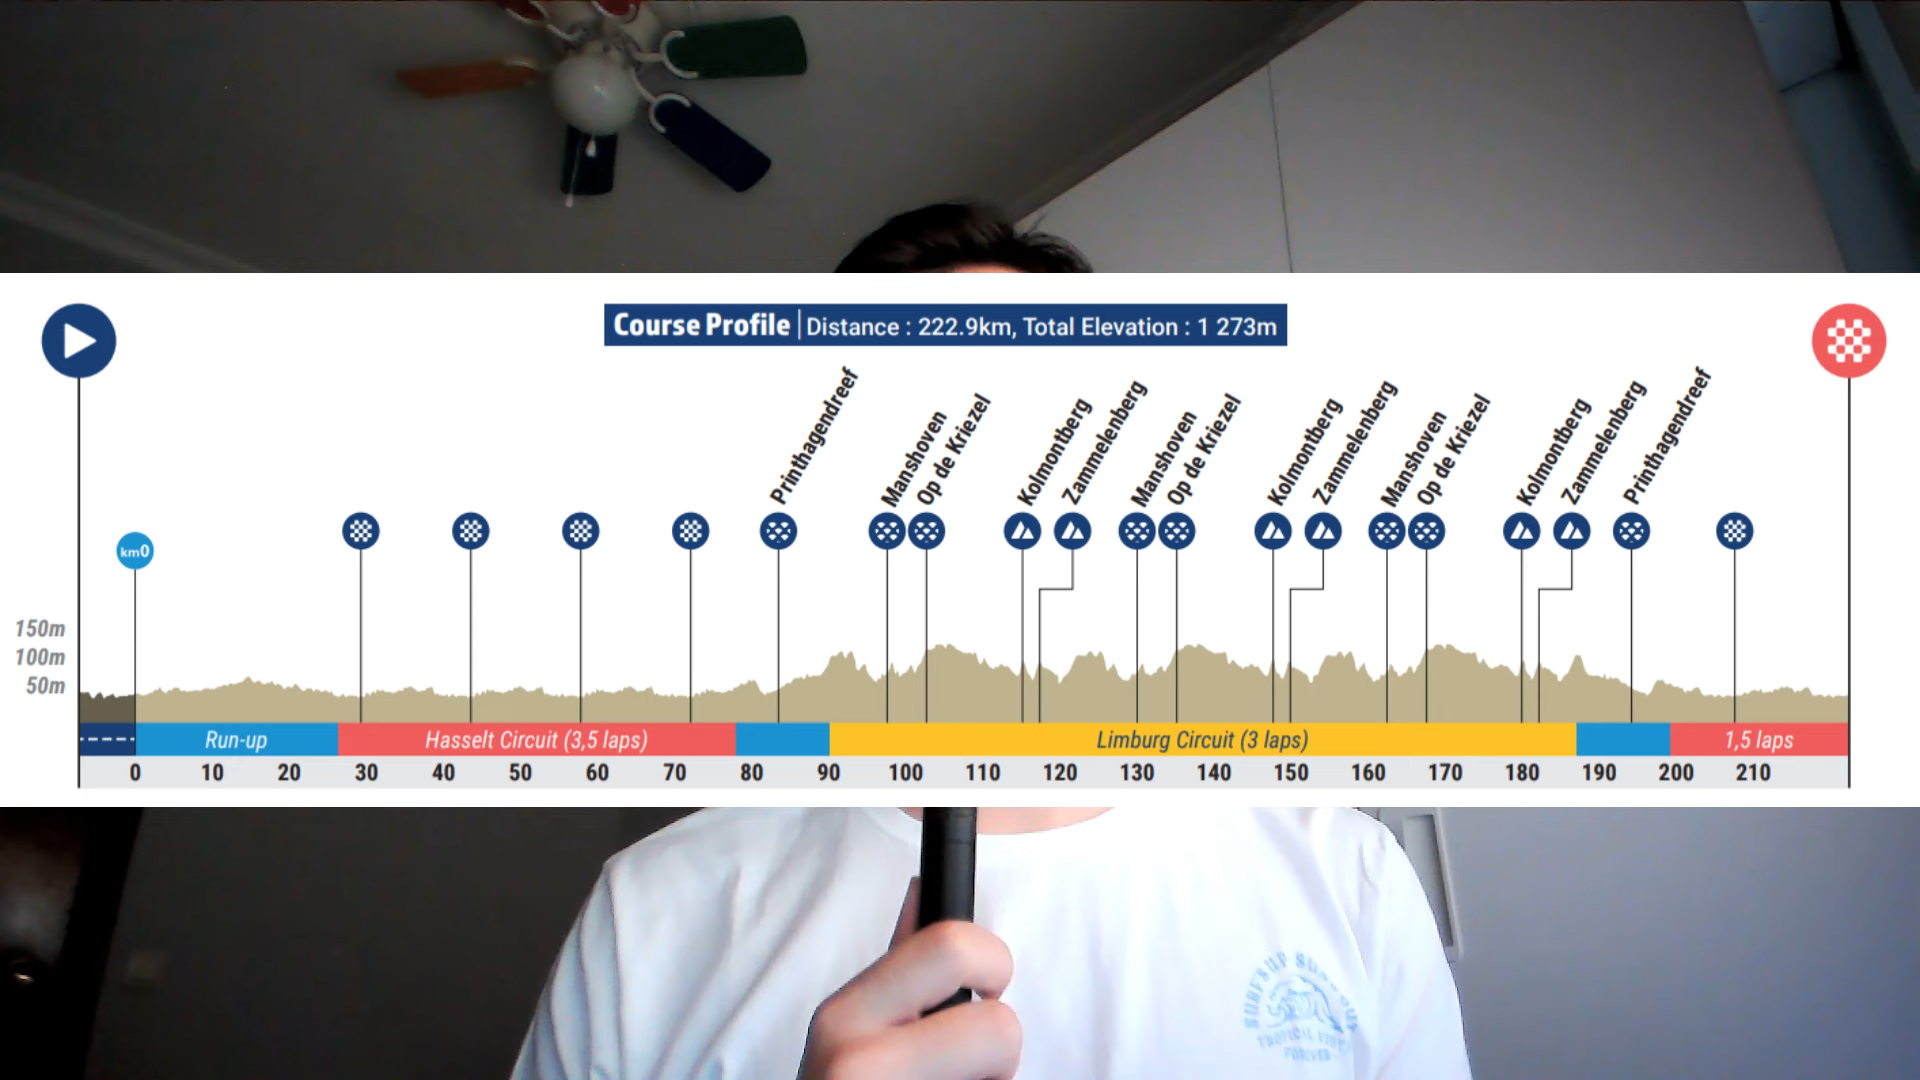 Course Profile | Distance : 222.9km, Total Elevation : 1 273m
Printhagendreef
Manshoven
Op de Kriezel
Kolmontberg
Zammelenberg
Manshoven
Op de Kriezel
Kolmontberg
Zammelenberg
Manshoven
Op de Kriezel
Kolmontberg
Zammelenberg
Printhagendreef
km0
150m
100m
50m
Run-up
Hasselt Circuit (3,5 laps)
Limburg Circuit (3 laps)
1,5 laps
0 10 20 30 40 50 60 70 80 90 100 110 120 130 140 150 160 170 180 190 200 210
FOREVER